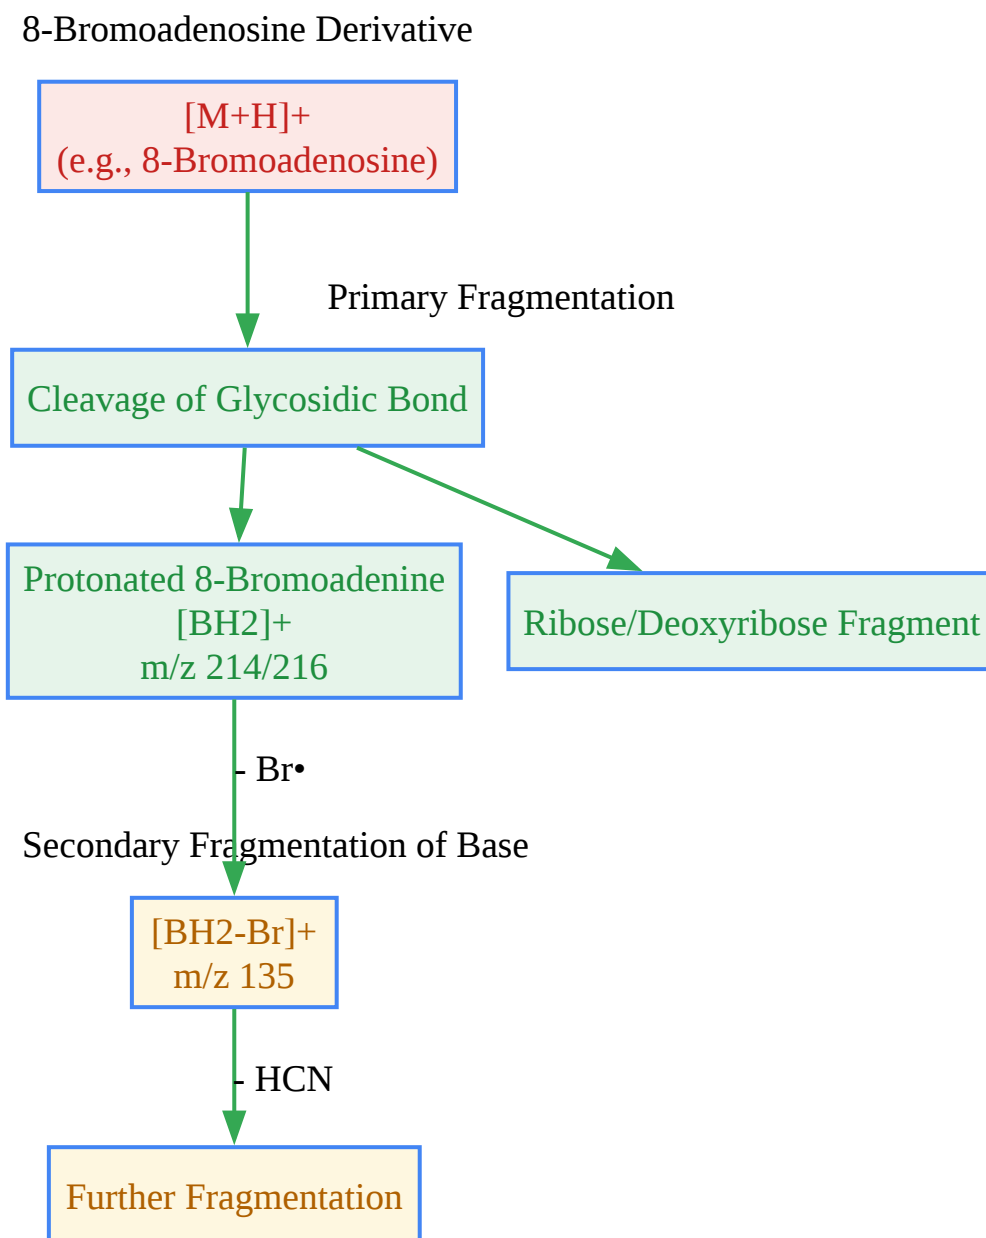 8-Bromoadenosine Derivative
[M+H]+
(e.g., 8-Bromoadenosine)
Primary Fragmentation
Cleavage of Glycosidic Bond
Protonated 8-Bromoadenine
[BH2]+
m/z 214/216
Ribose/Deoxyribose Fragment
- Br•
Secondary Fragmentation of Base
[BH2-Br]+
m/z 135
- HCN
Further Fragmentation